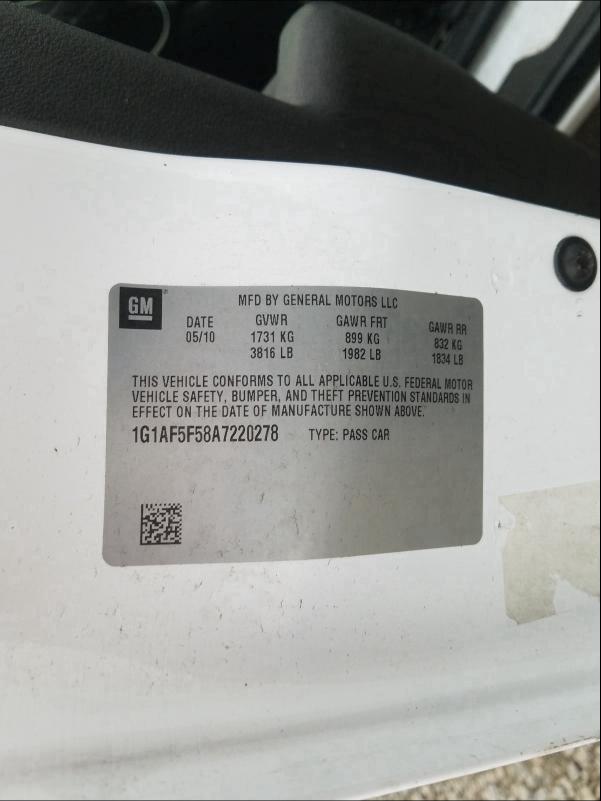 GM
MFD BY GENERAL MOTORS LLC
DATE GVWR GAWR FRT GAWR RR
05/10 1731 KG 899 KG 832 KG
3816 LB 1982 LB 1834 LB
THIS VEHICLE CONFORMS TO ALL APPLICABLE U.S. FEDERAL MOTOR
VEHICLE SAFETY, BUMPER, AND THEFT PREVENTION STANDARDS IN
EFFECT ON THE DATE OF MANUFACTURE SHOWN ABOVE.
1G1AF5F58A7220278 TYPE: PASS CAR